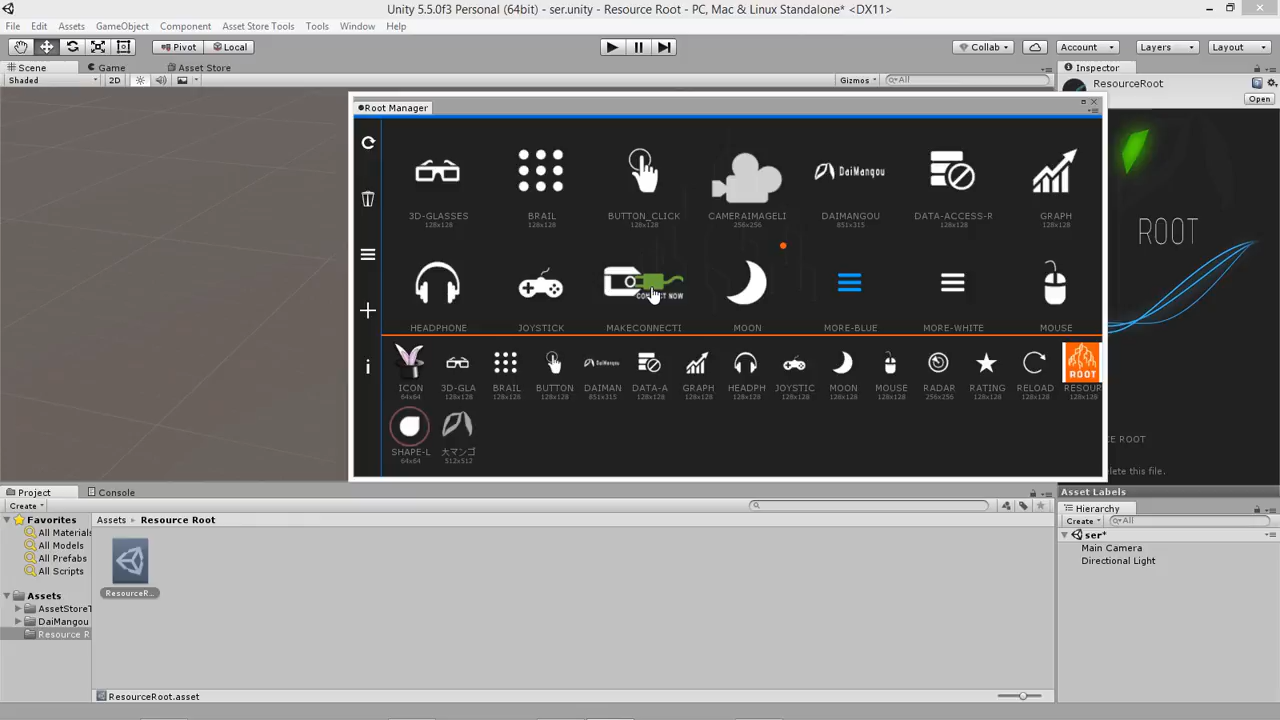 Unity 5.5.0f3 Personal (64bit) - ser.unity - Resource Root - PC, Mac & Linux Standalone* <DX11>
File Edit Assets GameObject Component Asset Store Tools Tools Window Help
Pivot Local Collab Account Layers Layout
Scene Game Asset Store Inspector
Shaded 2D Gizmos All
ResourceRoot
Open
Root Manager
DaiMangou
3D-GLASSES BRAIL BUTTON_CLICK CAMERAIMAGELI DAIMANGOU DATA-ACCESS-R GRAPH
128x128 128x128 128x128 256x256 851x315 128x128 128x128
ROOT
HEADPHONE JOYSTICK MAKECONNECTI MOON MORE-BLUE MORE-WHITE MOUSE
DaiMangou ROOT
ICON 3D-GLA BRAIL BUTTON DAIMAN DATA-A GRAPH HEADPH JOYSTIC MOON MOUSE RADAR RATING RELOAD RESOUR
64x64 128x128 128x128 128x128 851x315 128x128 128x128 128x128 128x128 128x128 128x128 256x256 128x128 128x128 128x128
SHAPE-L 大マンゴ
64x64 512x512
CE ROOT
lete this file.
Asset Labels
Project Console
Create
Hierarchy
Create All
Favorites
All Materials
All Models
All Prefabs
All Scripts
Assets Resource Root
ResourceR...
ser*
Main Camera
Directional Light
Assets
AssetStoreT
DaiMangou
Resource R
ResourceRoot.asset